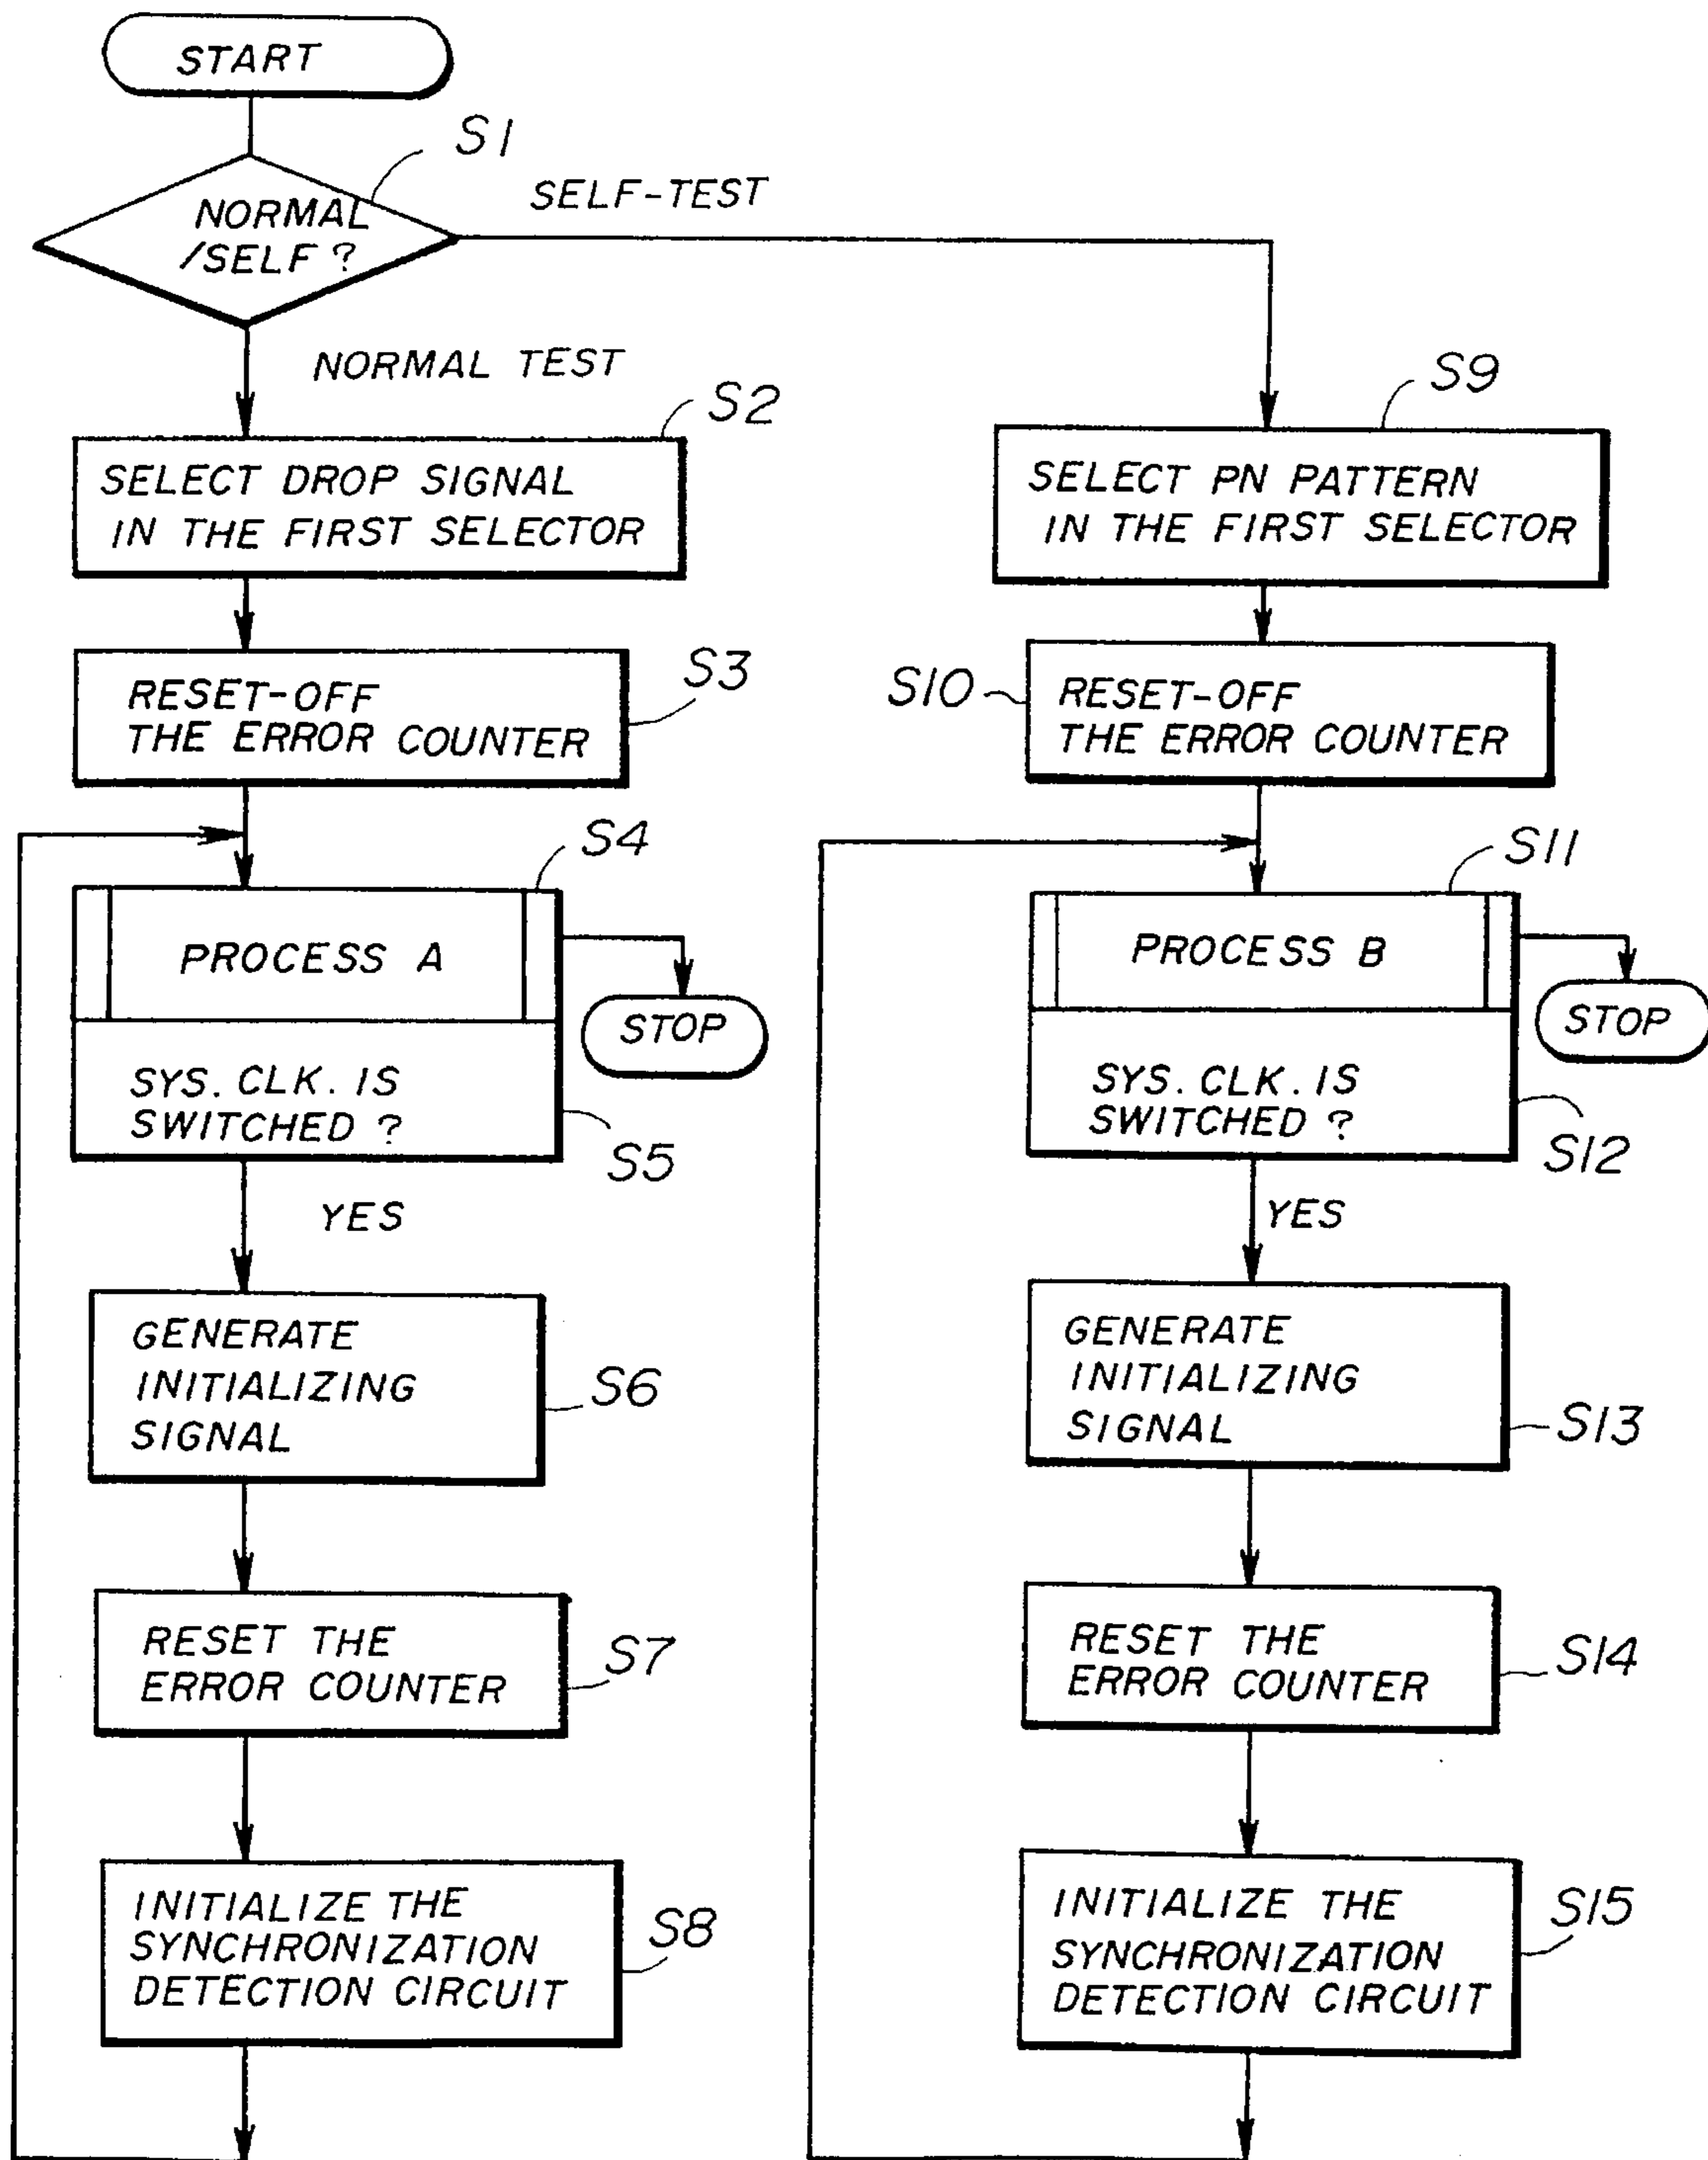 START
S1
NORMAL
/SELF ?
SELF-TEST
NORMAL TEST
S2
SELECT DROP SIGNAL
IN THE FIRST SELECTOR
S3
RESET-OFF
THE ERROR COUNTER
S4
PROCESS A
STOP
SYS. CLK. IS
SWITCHED ?
S5
YES
GENERATE
INITIALIZING
SIGNAL
S6
RESET THE
ERROR COUNTER
S7
INITIALIZE THE
SYNCHRONIZATION
DETECTION CIRCUIT
S8
S9
SELECT PN PATTERN
IN THE FIRST SELECTOR
S10
RESET-OFF
THE ERROR COUNTER
S11
PROCESS B
STOP
SYS. CLK. IS
SWITCHED ?
S12
YES
GENERATE
INITIALIZING
SIGNAL
S13
RESET THE
ERROR COUNTER
S14
INITIALIZE THE
SYNCHRONIZATION
DETECTION CIRCUIT
S15